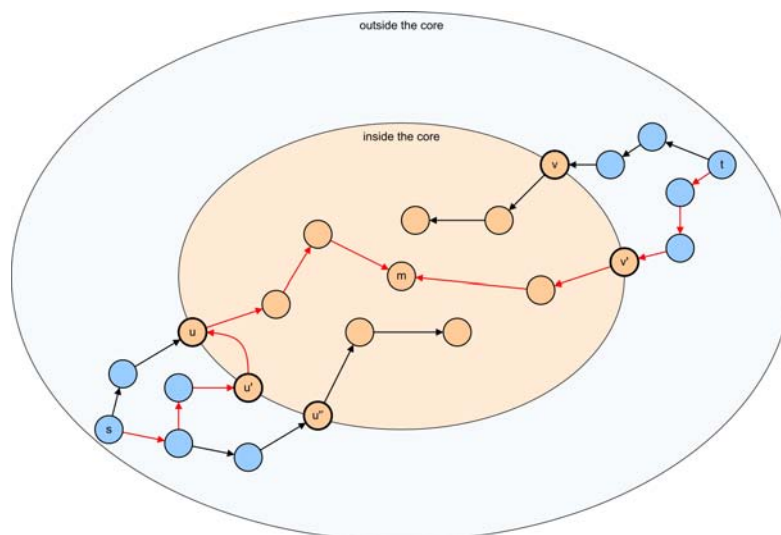 outside the core
inside the core
v
t
v'
m
u
u'
u''
s